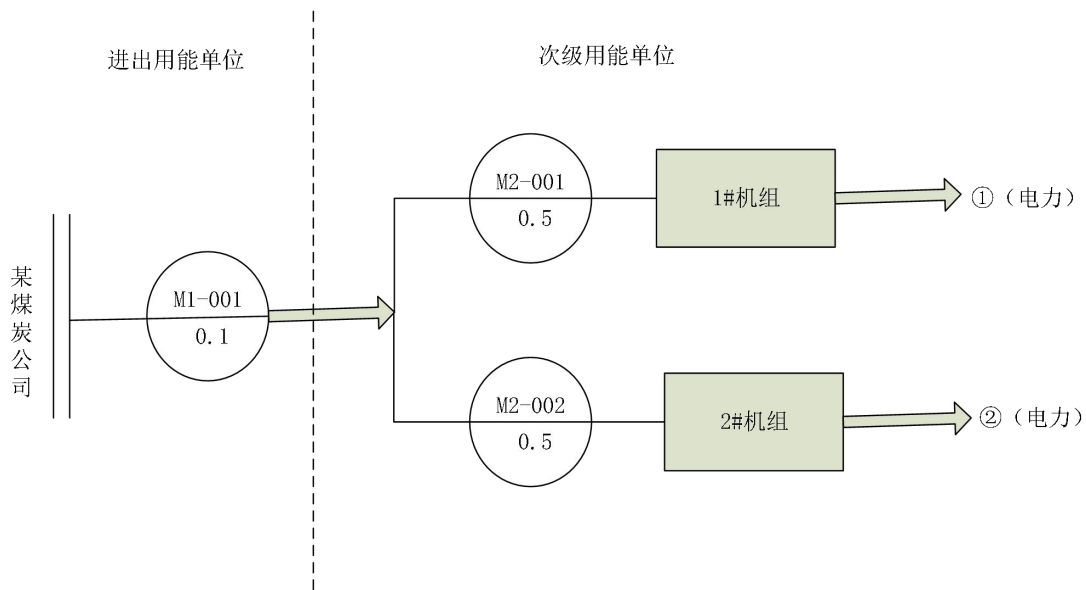 进出用能单位
次级用能单位
某煤炭公司
M1-001
0.1
M2-001
0.5
1#机组
①（电力）
M2-002
0.5
2#机组
②（电力）